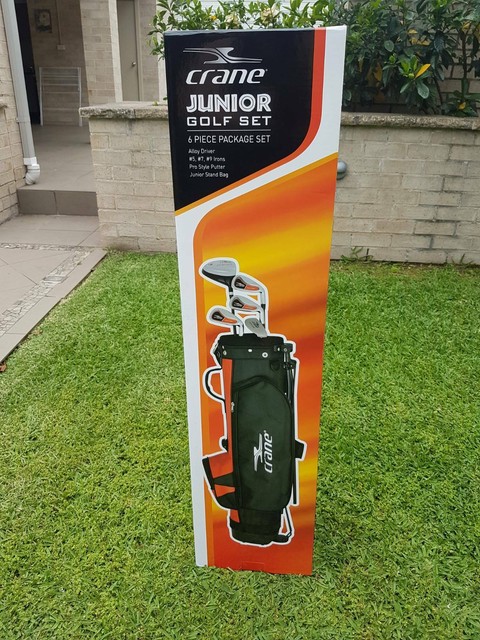 crane
JUNIOR
GOLF SET
6 PIECE PACKAGE SET
Alloy Driver
#5, #7, #9 Irons
Pro Style Putter
Junior Stand Bag
crane